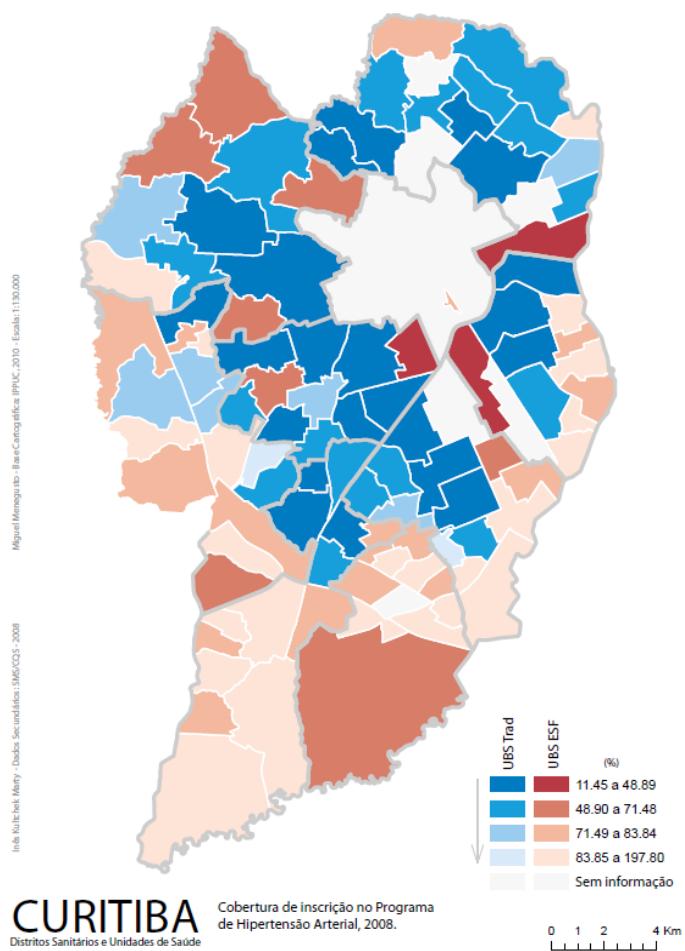 Miguel Menegusto - Base Cartográfica: IPPUC, 2010 - Escala: 1:130.000
Inês Kultchek Marty - Dados Secundários: SMS/CQS - 2008
UBS Trad
UBS ESF
(%)
11.45 a 48.89
48.90 a 71.48
71.49 a 83.84
83.85 a 197.80
Sem informação
CURITIBA
Distritos Sanitários e Unidades de Saúde
Cobertura de inscrição no Programa
de Hipertensão Arterial, 2008.
0 1 2 4 Km